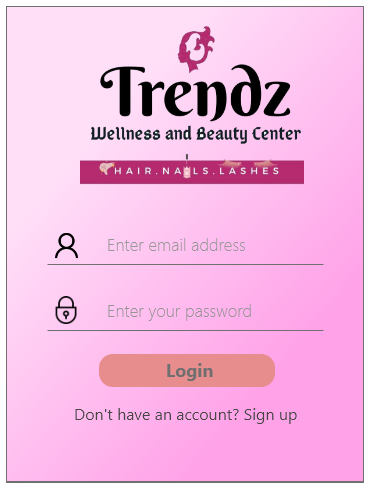 Trendz
Wellness and Beauty Center
HAIR.NAILS.LASHES
Enter email address
Enter your password
Login
Don't have an account? Sign up